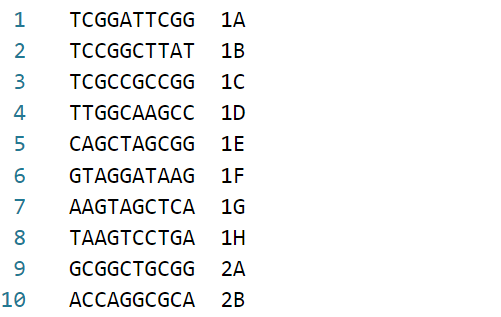 1 TCGGATTCGG 1A
2 TCCGGCTTAT 1B
3 TCGCCGCCGG 1C
4 TTGGCAAGCC 1D
5 CAGCTAGCGG 1E
6 GTAGGATAAG 1F
7 AAGTAGCTCA 1G
8 TAAGTCCTGA 1H
9 GCGGCTGCGG 2A
10 ACCAGGCGCA 2B